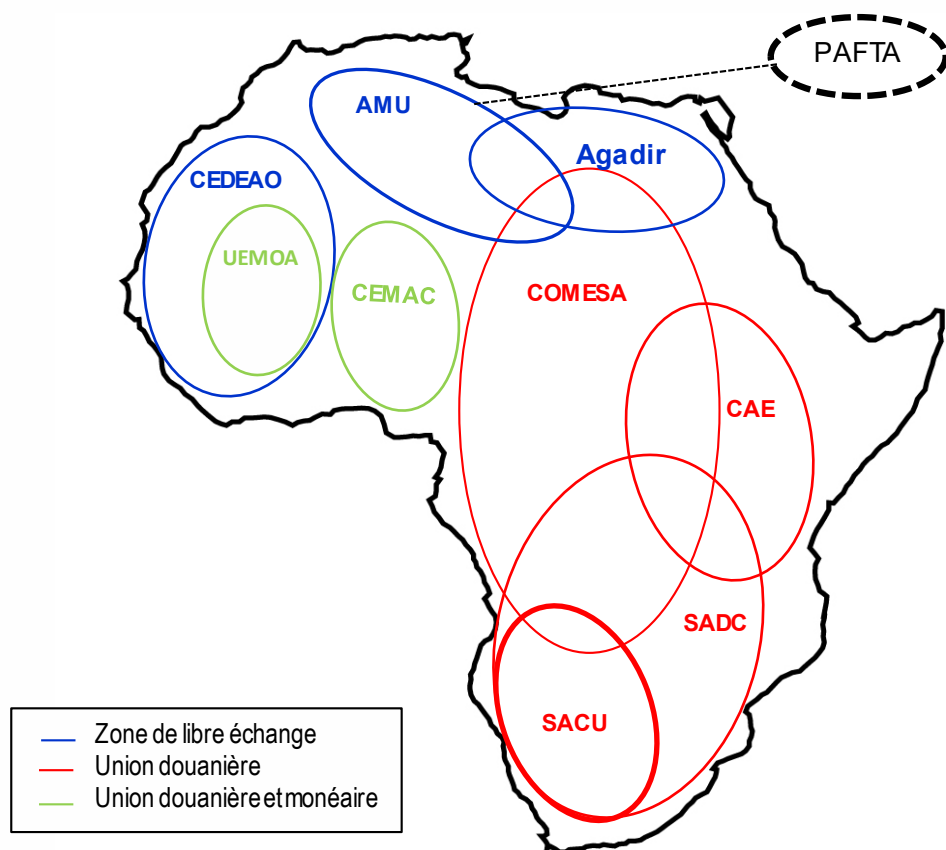 PAFTA
AMU
Agadir
CEDEAO
UEMOA
CEMAC
COMESA
CAE
SADC
SACU
Zone de libre échange
Union douanière
Union douanière et monéaire